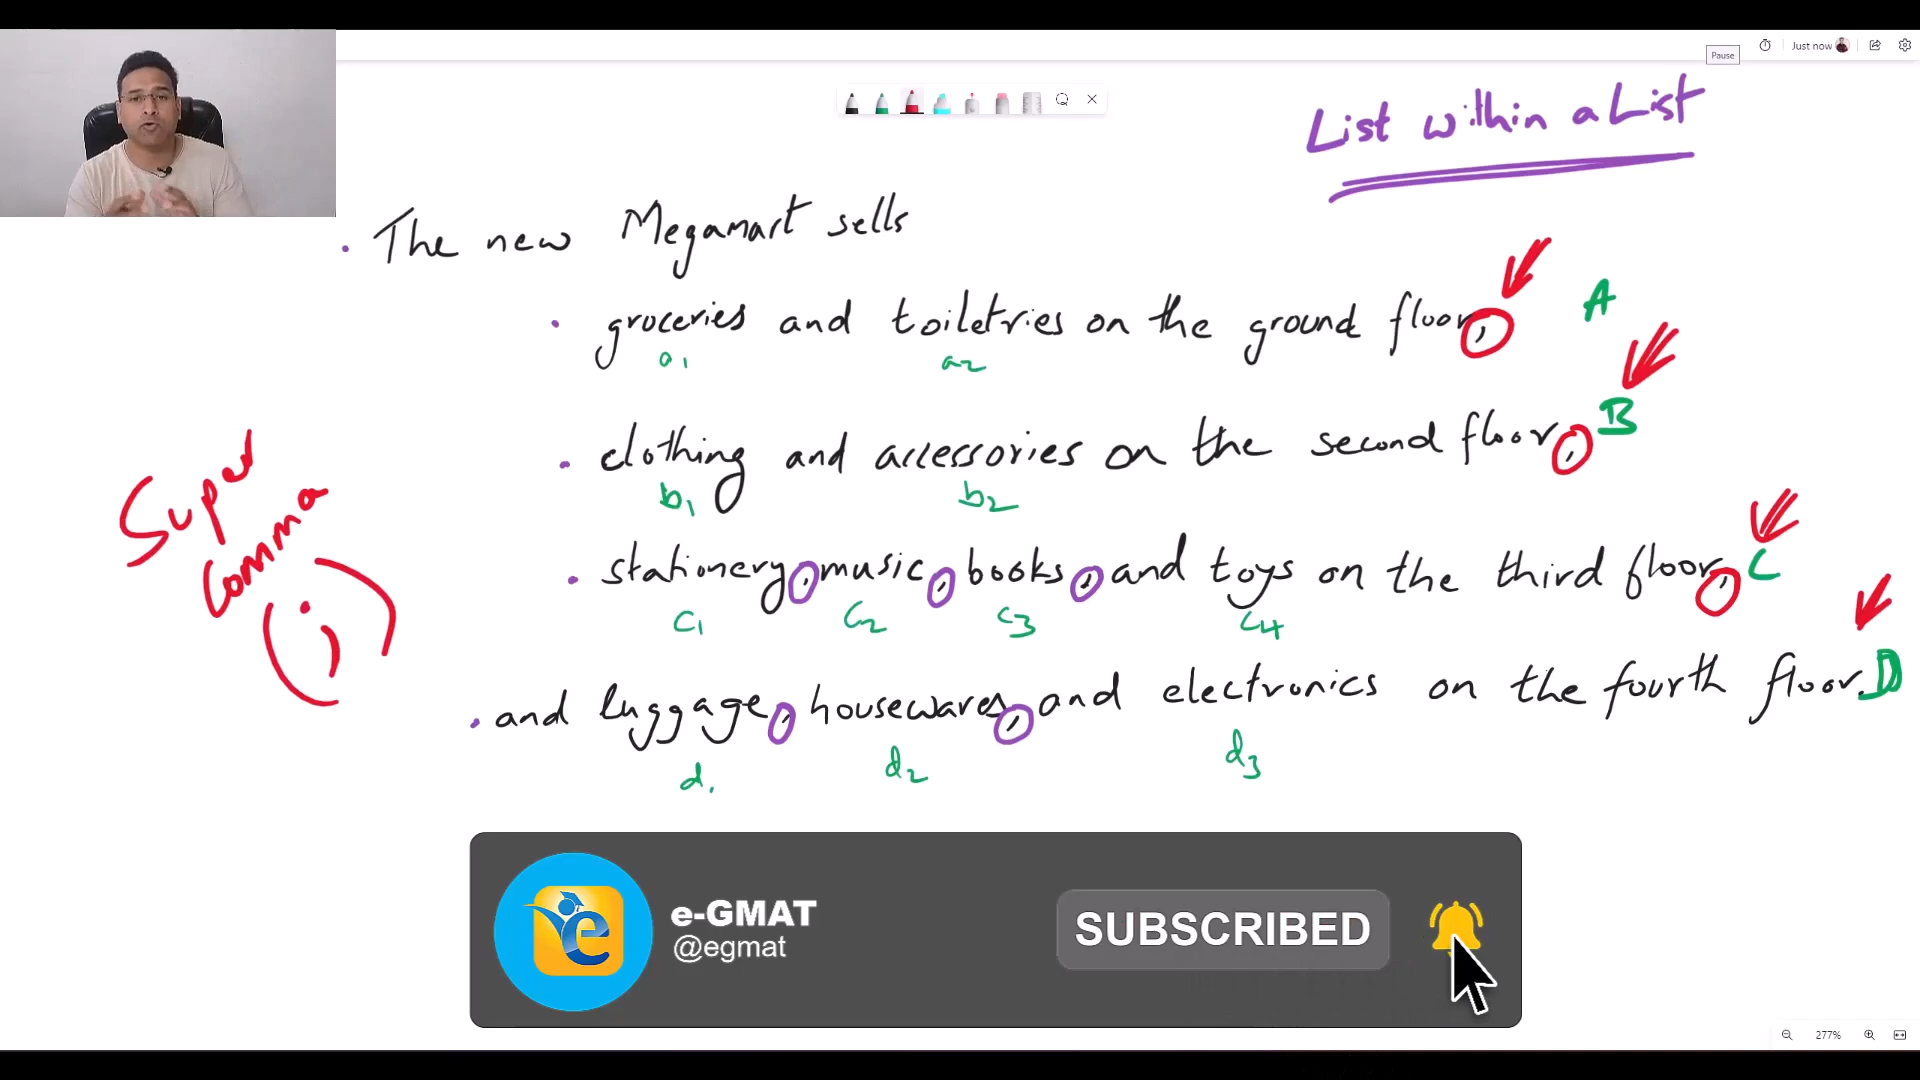 Pause
Just now
List within a List
• The new Megamart sells
• groceries and toiletries on the ground floor, A
a1 a2
• clothing and accessories on the second floor, B
b1 b2
• stationery, music, books, and toys on the third floor, C
c1 c2 c3 c4
• and luggage, housewares, and electronics on the fourth floor. D
d1 d2 d3
Super
Comma
(;)
e-GMAT
@egmat
SUBSCRIBED
277%